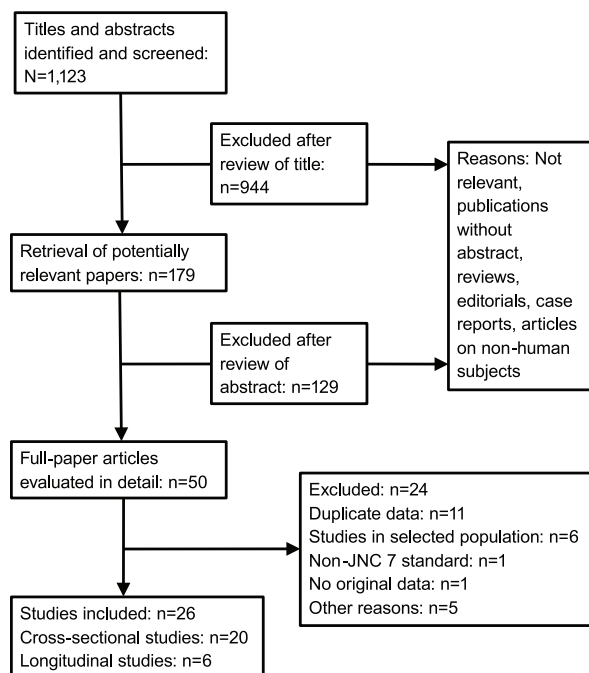 Titles and abstracts
identified and screened:
N=1,123
Excluded after
review of title:
n=944
Reasons: Not
relevant,
publications
without
abstract,
reviews,
editorials, case
reports, articles
on non-human
subjects
Retrieval of potentially
relevant papers: n=179
Excluded after
review of
abstract: n=129
Full-paper articles
evaluated in detail: n=50
Excluded: n=24
Duplicate data: n=11
Studies in selected population: n=6
Non-JNC 7 standard: n=1
No original data: n=1
Other reasons: n=5
Studies included: n=26
Cross-sectional studies: n=20
Longitudinal studies: n=6